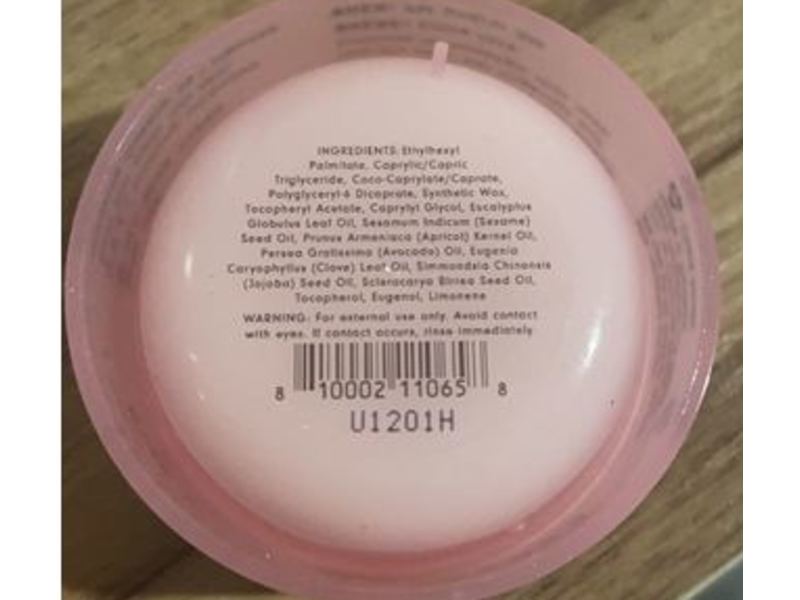 INGREDIENTS: Ethylhexyl
Palmitate, Caprylic/Capric
Triglyceride, Coco-Caprylate/Caprate,
Polyglyceryl-6 Dicaprate, Synthetic Wax,
Tocopheryl Acetate, Caprylyl Glycol, Eucalyptus
Globulus Leaf Oil, Sesamum Indicum (Sesame)
Seed Oil, Prunus Armeniaca (Apricot) Kernel Oil,
Persea Gratissima (Avocado) Oil, Eugenia
Caryophyllus (Clove) Leaf Oil, Simmondsia Chinensis
(Jojoba) Seed Oil, Sclerocarya Birrea Seed Oil,
Tocopherol, Eugenol, Limonene
WARNING: For external use only. Avoid contact
with eyes. If contact occurs, rinse immediately.
8 10002 11065 8
U1201H